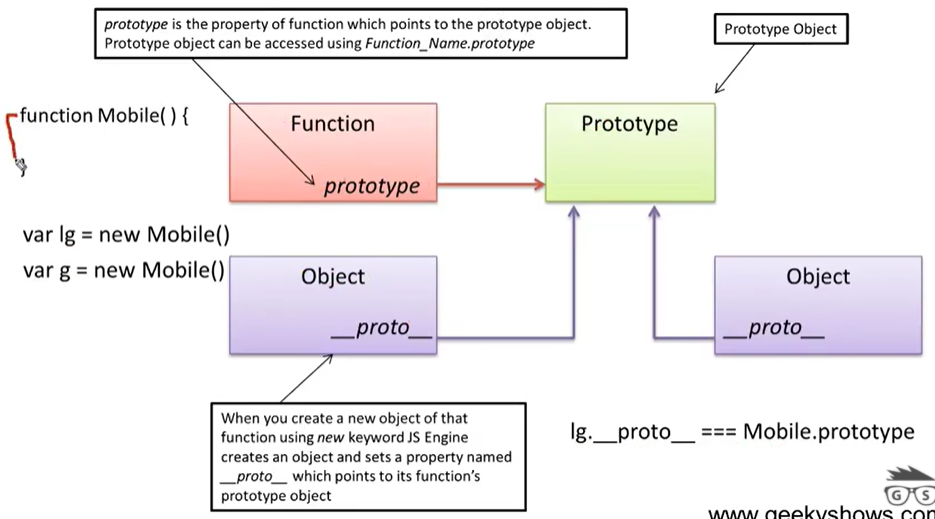 prototype is the property of function which points to the prototype object.
Prototype object can be accessed using Function_Name.prototype
Prototype Object
function Mobile( ) {
Function
prototype
Prototype
var lg = new Mobile()
var g = new Mobile()
Object
__proto__
Object
__proto__
When you create a new object of that
function using new keyword JS Engine
creates an object and sets a property named
__proto__ which points to its function's
prototype object
lg.__proto__ === Mobile.prototype
G S
www.geekyshows.com